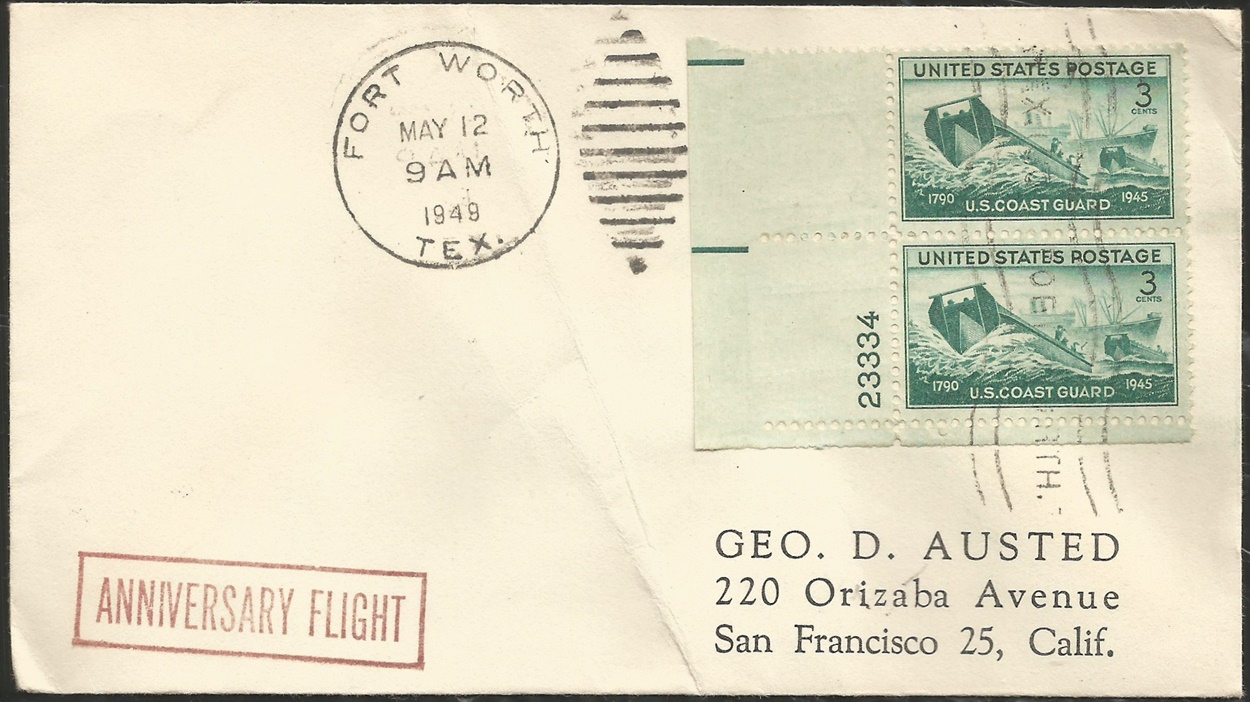 FORT WORTH
MAY 12
9 AM
1949
TEX.
UNITED STATES POSTAGE
3
CENTS
1790 U.S. COAST GUARD 1945
UNITED STATES POSTAGE
3
CENTS
1790 U.S. COAST GUARD 1945
23334
GEO. D. AUSTED
220 Orizaba Avenue
San Francisco 25, Calif.
ANNIVERSARY FLIGHT